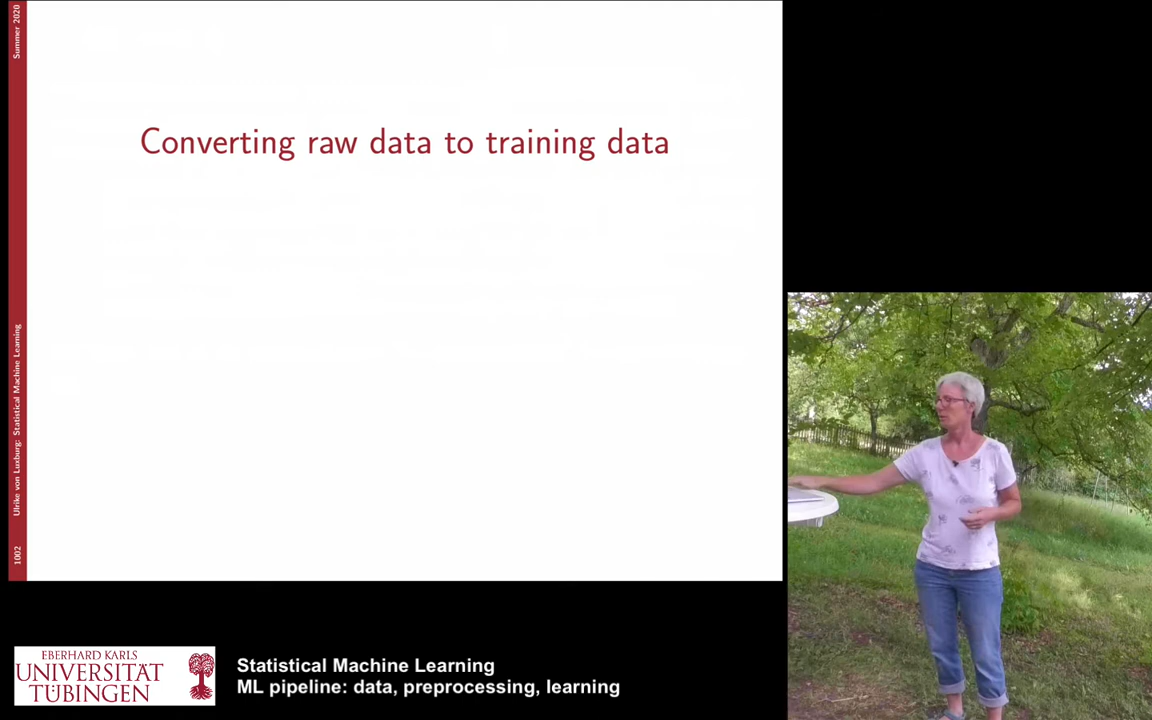 Summer 2020
Converting raw data to training data
Ulrike von Luxburg: Statistical Machine Learning
1002
EBERHARD KARLS
UNIVERSITÄT
TÜBINGEN
Statistical Machine Learning
ML pipeline: data, preprocessing, learning